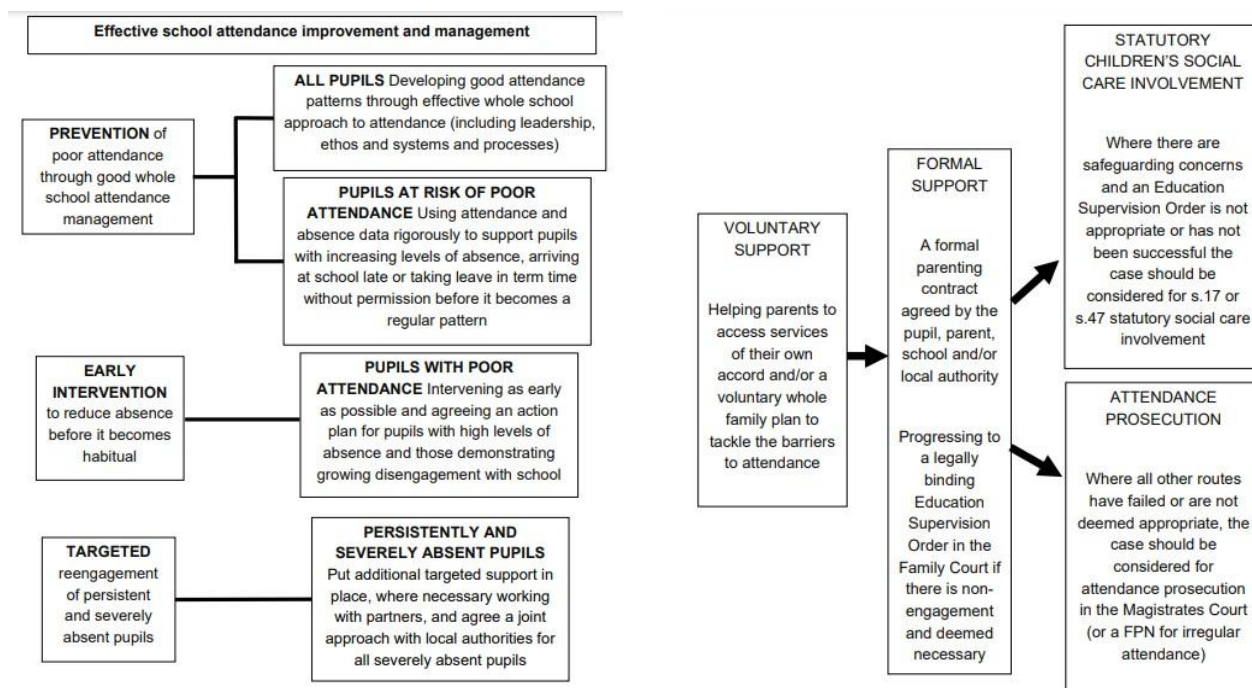 Effective school attendance improvement and management
PREVENTION of
poor attendance
through good whole
school attendance
management
ALL PUPILS Developing good attendance
patterns through effective whole school
approach to attendance (including leadership,
ethos and systems and processes)
PUPILS AT RISK OF POOR
ATTENDANCE Using attendance and
absence data rigorously to support pupils
with increasing levels of absence, arriving
at school late or taking leave in term time
without permission before it becomes a
regular pattern
EARLY
INTERVENTION
to reduce absence
before it becomes
habitual
PUPILS WITH POOR
ATTENDANCE Intervening as early
as possible and agreeing an action
plan for pupils with high levels of
absence and those demonstrating
growing disengagement with school
TARGETED
reengagement
of persistent
and severely
absent pupils
PERSISTENTLY AND
SEVERELY ABSENT PUPILS
Put additional targeted support in
place, where necessary working
with partners, and agree a joint
approach with local authorities for
all severely absent pupils
VOLUNTARY
SUPPORT
Helping parents to
access services
of their own
accord and/or a
voluntary whole
family plan to
tackle the barriers
to attendance
FORMAL
SUPPORT
A formal
parenting
contract
agreed by the
pupil, parent,
school and/or
local authority
Progressing to
a legally
binding
Education
Supervision
Order in the
Family Court if
there is non-
engagement
and deemed
necessary
STATUTORY
CHILDREN'S SOCIAL
CARE INVOLVEMENT
Where there are
safeguarding concerns
and an Education
Supervision Order is not
appropriate or has not
been successful the
case should be
considered for s.17 or
s.47 statutory social care
involvement
ATTENDANCE
PROSECUTION
Where all other routes
have failed or are not
deemed appropriate, the
case should be
considered for
attendance prosecution
in the Magistrates Court
(or a FPN for irregular
attendance)